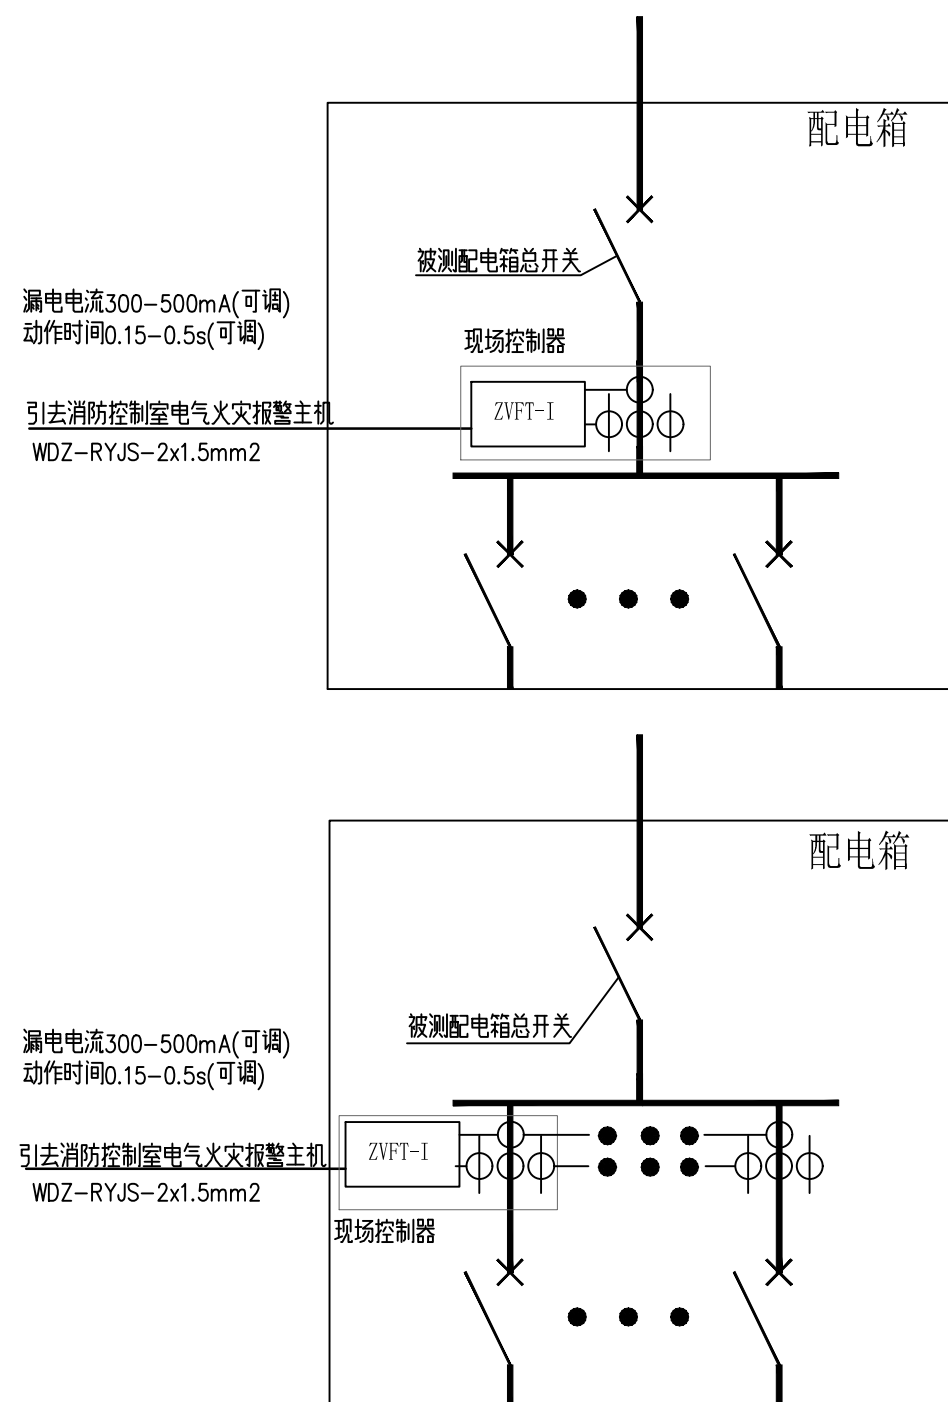 配电箱
被测配电箱总开关
漏电电流300-500mA(可调)
动作时间0.15-0.5s(可调)
现场控制器
ZVFT-I
引去消防控制室电气火灾报警主机
WDZ-RYJS-2x1.5mm2
配电箱
被测配电箱总开关
漏电电流300-500mA(可调)
动作时间0.15-0.5s(可调)
ZVFT-I
引去消防控制室电气火灾报警主机
WDZ-RYJS-2x1.5mm2
现场控制器